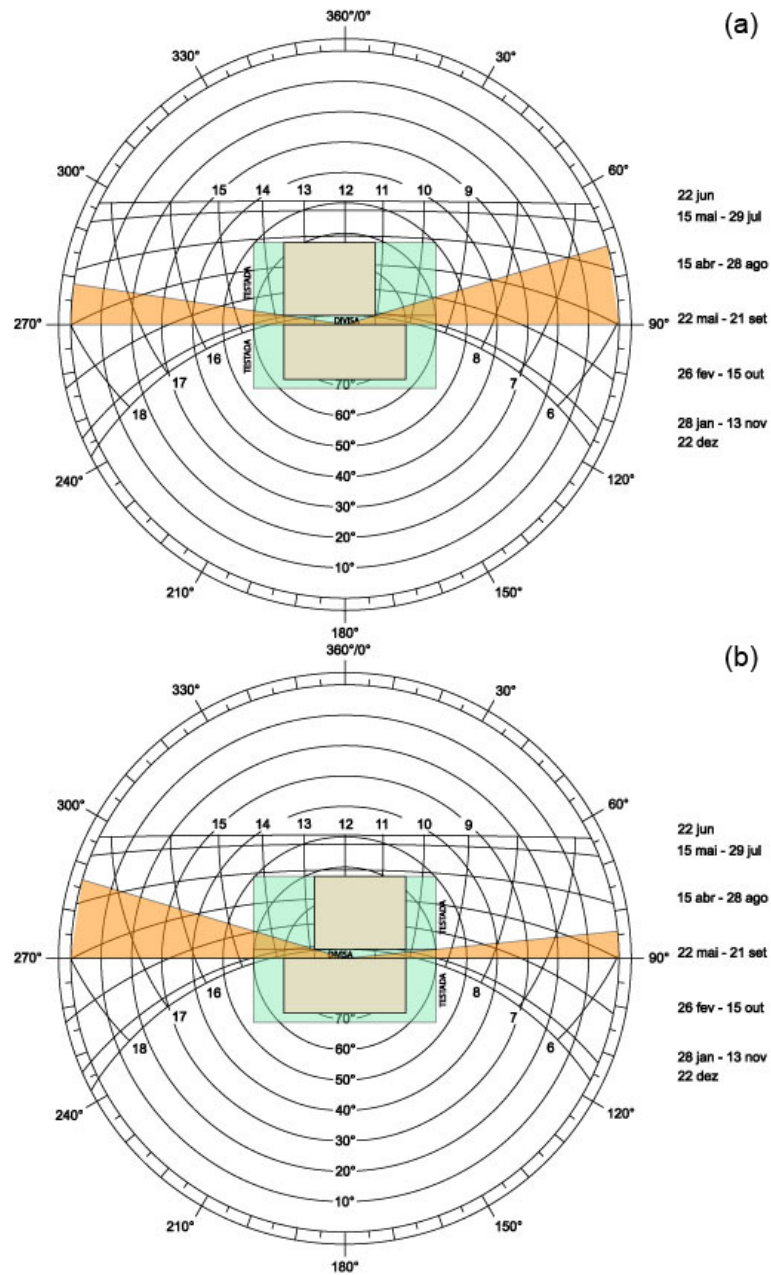 (a)
360°/0°
330°
30°
300°
60°
15 14 13 12 11 10 9
22 jun
15 mai - 29 jul
TESTADA
15 abr - 28 ago
270°
DIVISA
90°
22 mai - 21 set
TESTADA
16
8
17
7
18
6
70°
26 fev - 15 out
60°
50°
28 jan - 13 nov
22 dez
40°
240°
120°
30°
20°
10°
210°
150°
180°
(b)
360°/0°
330°
30°
300°
60°
15 14 13 12 11 10 9
22 jun
15 mai - 29 jul
TESTADA
15 abr - 28 ago
270°
DIVISA
90°
22 mai - 21 set
TESTADA
16
8
17
7
18
6
70°
26 fev - 15 out
60°
50°
28 jan - 13 nov
22 dez
40°
240°
120°
30°
20°
10°
210°
150°
180°